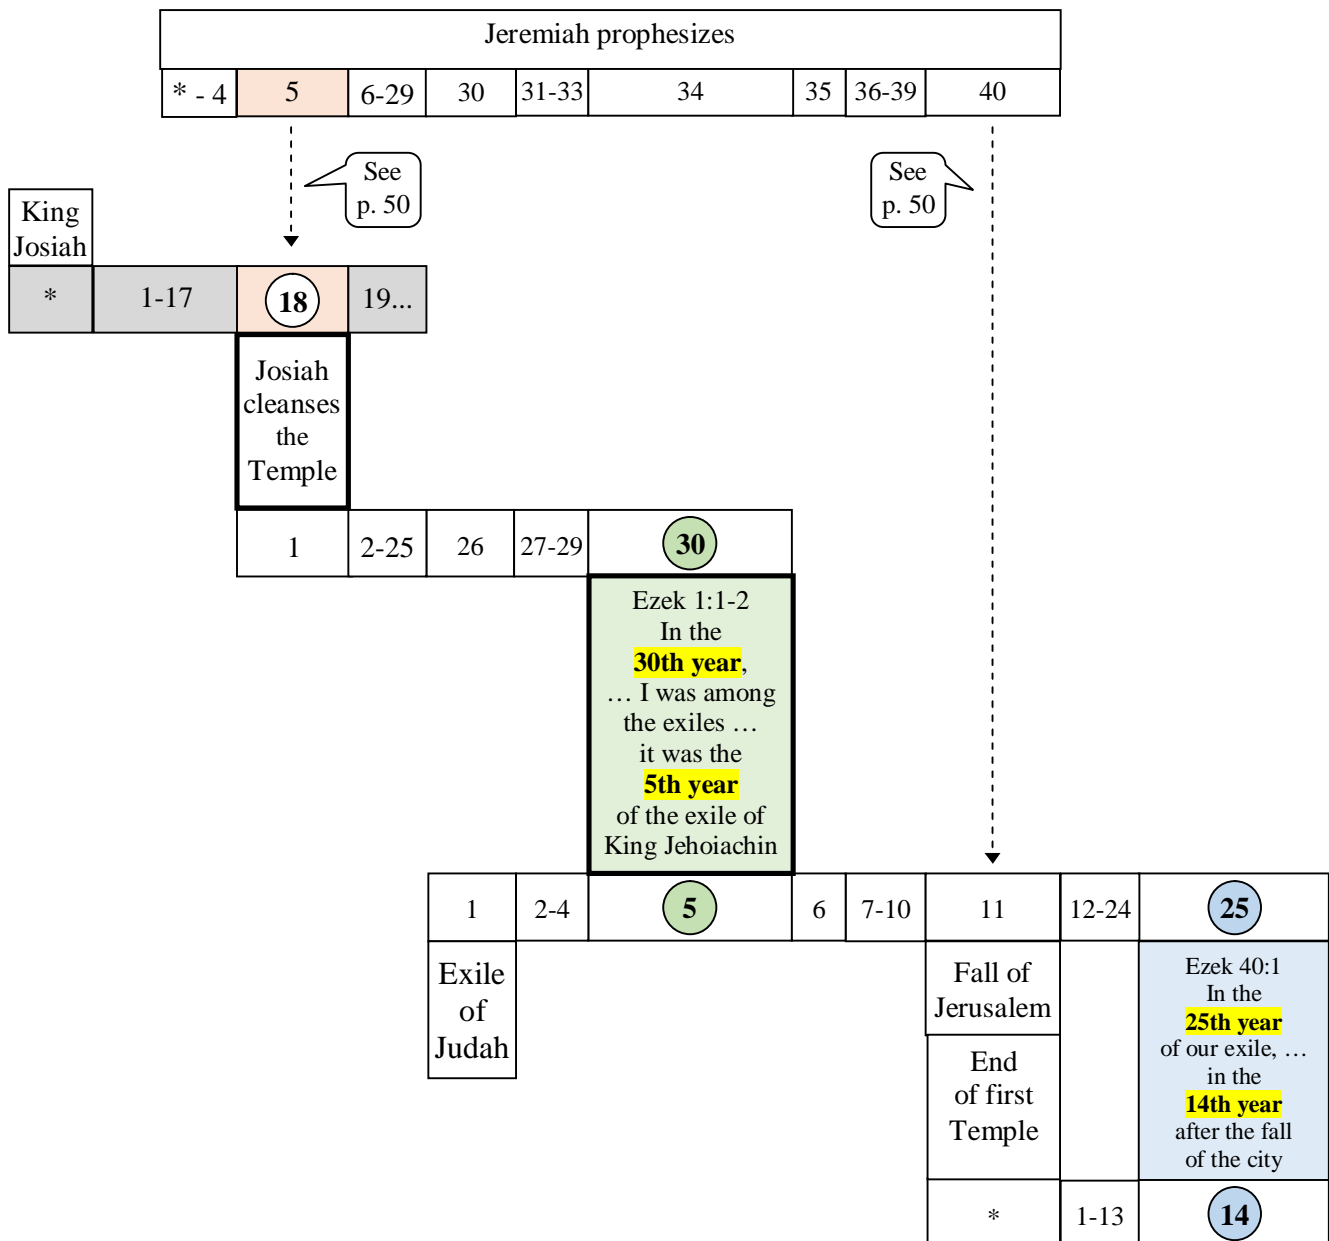 Jeremiah prophesizes
* - 4 5 6-29 30 31-33 34 35 36-39 40
See
p. 50
See
p. 50
King
Josiah
* 1-17 18 19...
Josiah
cleanses
the
Temple
1 2-25 26 27-29 30
Ezek 1:1-2
In the
30th year,
… I was among
the exiles …
it was the
5th year
of the exile of
King Jehoiachin
1 2-4 5 6 7-10 11 12-24 25
Exile
of
Judah
Fall of
Jerusalem
End
of first
Temple
Ezek 40:1
In the
25th year
of our exile, …
in the
14th year
after the fall
of the city
* 1-13 14